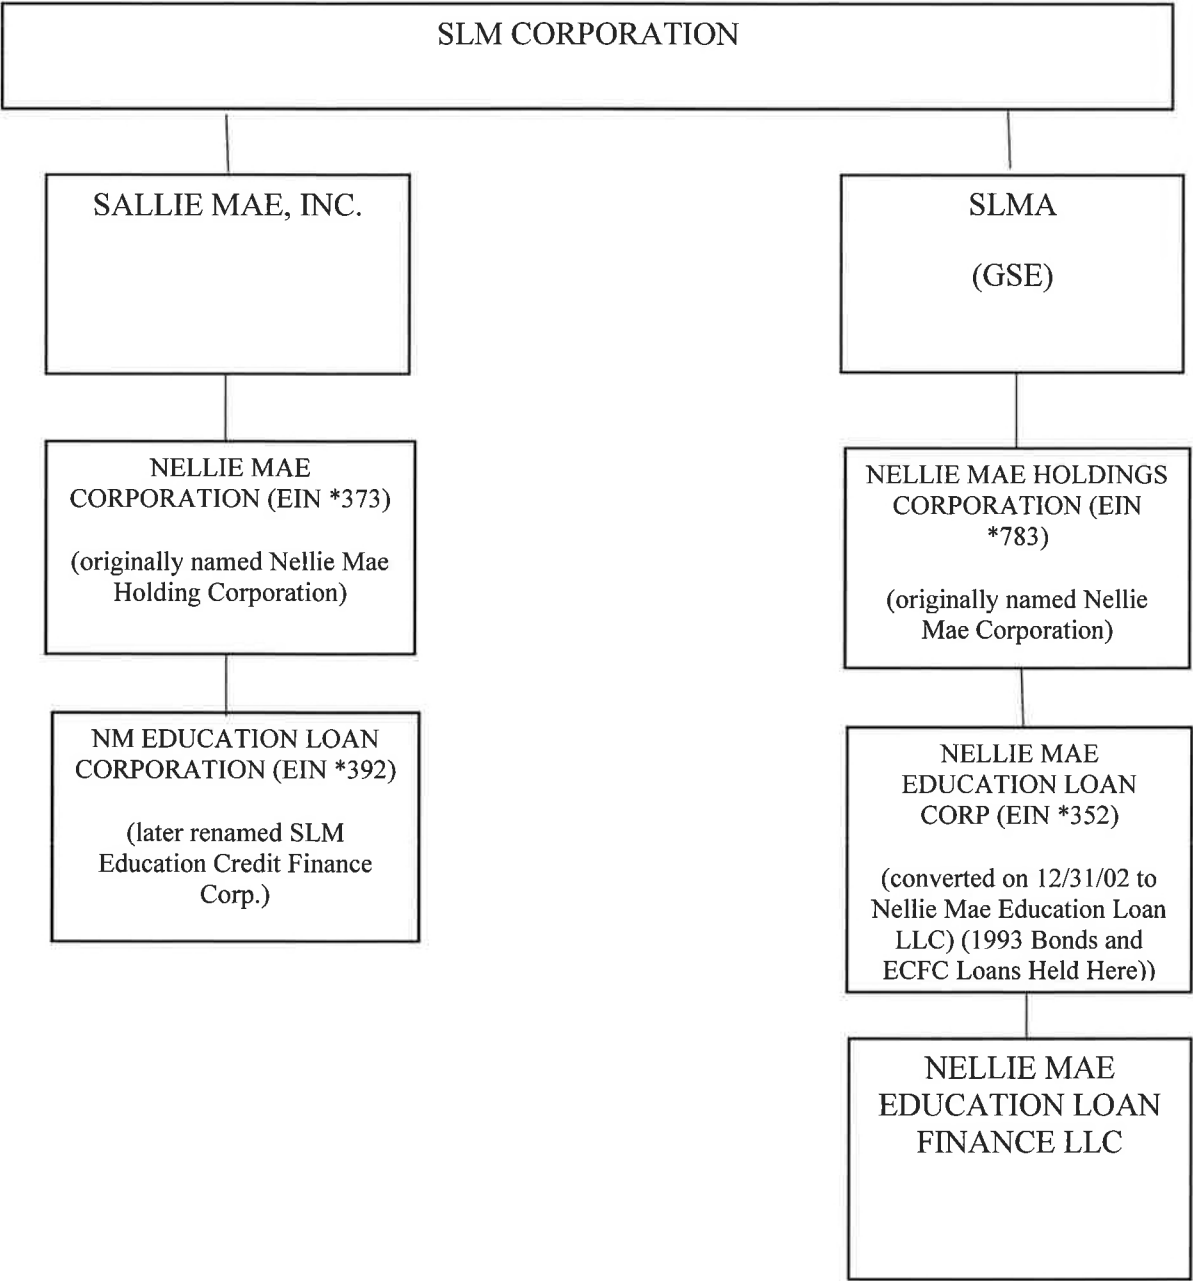 SLM CORPORATION
SALLIE MAE, INC.
NELLIE MAE
CORPORATION (EIN *373)
(originally named Nellie Mae
Holding Corporation)
NM EDUCATION LOAN
CORPORATION (EIN *392)
(later renamed SLM
Education Credit Finance
Corp.)
SLMA
(GSE)
NELLIE MAE HOLDINGS
CORPORATION (EIN
*783)
(originally named Nellie
Mae Corporation)
NELLIE MAE
EDUCATION LOAN
CORP (EIN *352)
(converted on 12/31/02 to
Nellie Mae Education Loan
LLC) (1993 Bonds and
ECFC Loans Held Here))
NELLIE MAE
EDUCATION LOAN
FINANCE LLC